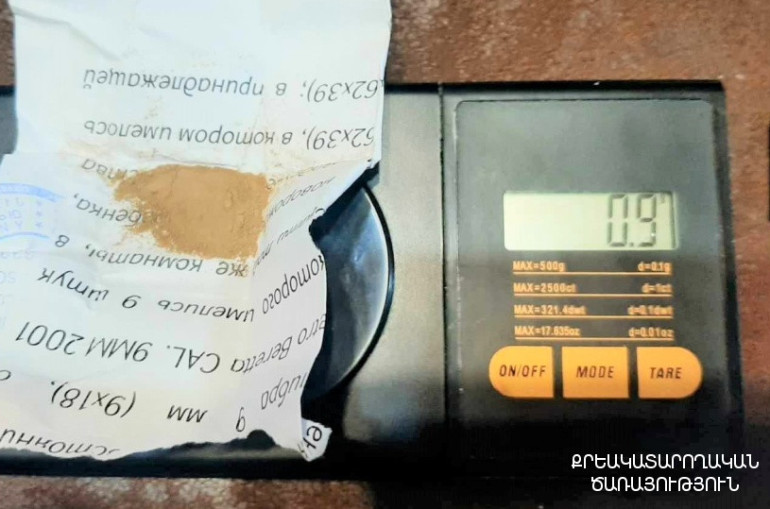 9 мм (9x18),
Beretta CAL. 9MM 2001
которого имелись 9 штук
же комнаты, в
62x39), в котором имелось
62x39); в принадлежащей
0.9
MAX=500g d=0.1g
MAX=2500ct d=1ct
MAX=321.4dwt d=0.1dwt
MAX=17.635oz d=0.01oz
ON/OFF MODE TARE
ՔՐԵԱԿԱՏԱՐՈՂԱԿԱՆ
ԾԱՌԱՅՈՒԹՅՈՒՆ